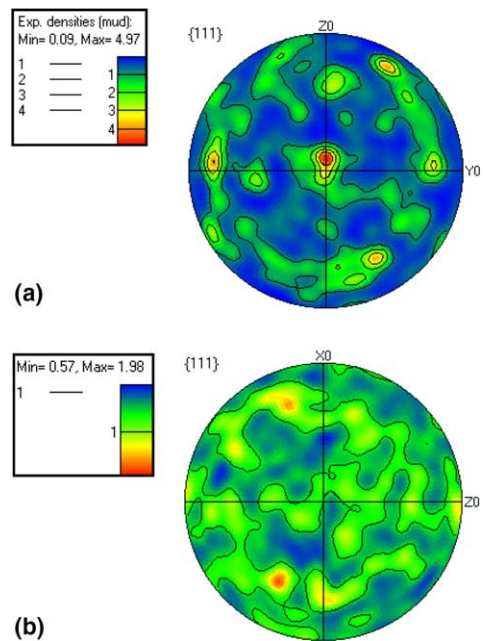 Exp. densities (mud):
Min= 0.09, Max= 4.97
1
2
3
4
1
2
3
4
{111}
Z0
Y0
(a)
Min= 0.57, Max= 1.98
1
1
{111}
X0
Z0
(b)